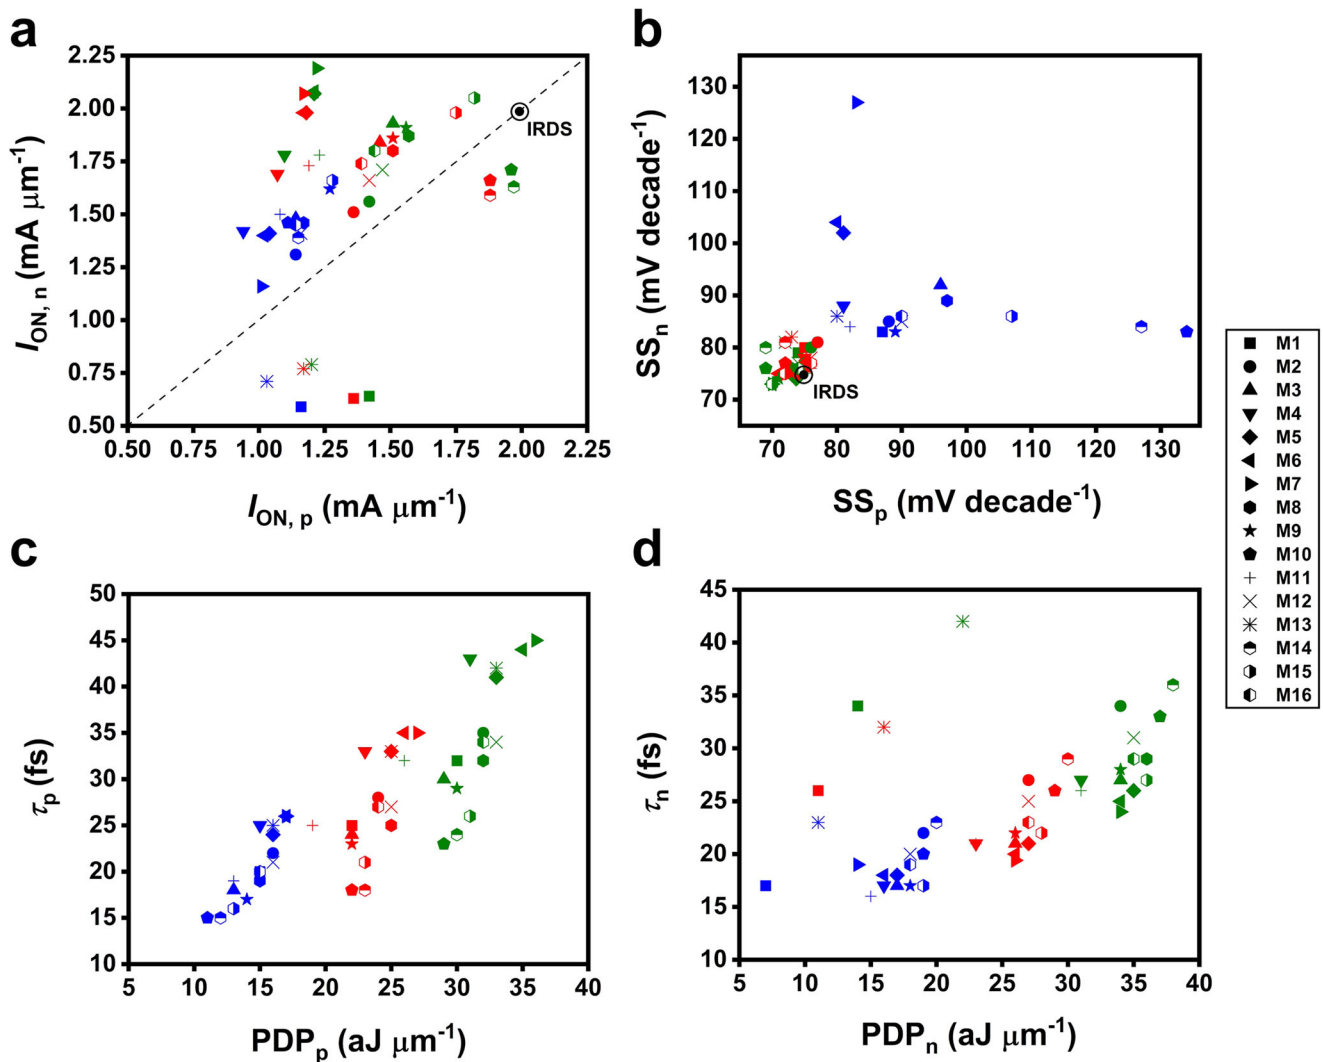 a
2.25
2.00
1.75
1.50
1.25
1.00
0.75
0.50
I_ON, n (mA μm⁻¹)
IRDS
0.50 0.75 1.00 1.25 1.50 1.75 2.00 2.25
I_ON, p (mA μm⁻¹)
b
130
120
110
100
90
80
70
SSₙ (mV decade⁻¹)
IRDS
70 80 90 100 110 120 130
SSₚ (mV decade⁻¹)
M1
M2
M3
M4
M5
M6
M7
M8
M9
M10
M11
M12
M13
M14
M15
M16
c
50
45
40
35
30
25
20
15
10
τₚ (fs)
5 10 15 20 25 30 35 40
PDPₚ (aJ μm⁻¹)
d
45
40
35
30
25
20
15
10
τₙ (fs)
5 10 15 20 25 30 35 40
PDPₙ (aJ μm⁻¹)